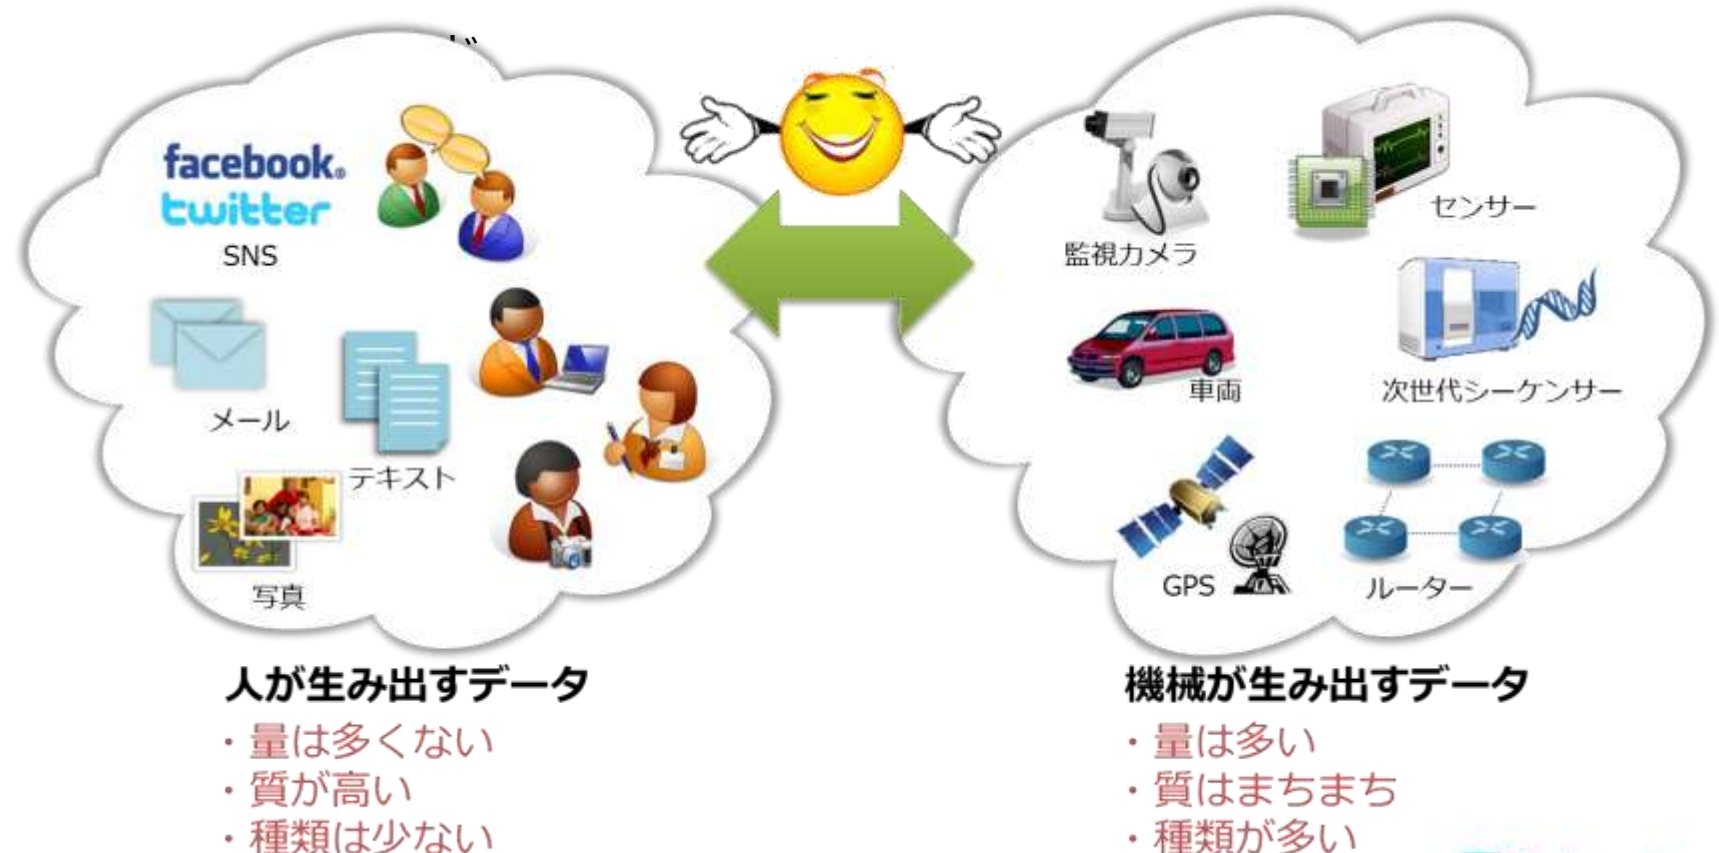 facebook®
twitter
SNS
メール
テキスト
写真
監視カメラ
センサー
車両
次世代シーケンサー
GPS
ルーター
人が生み出すデータ
・量は多くない
・質が高い
・種類は少ない
機械が生み出すデータ
・量は多い
・質はまちまち
・種類が多い